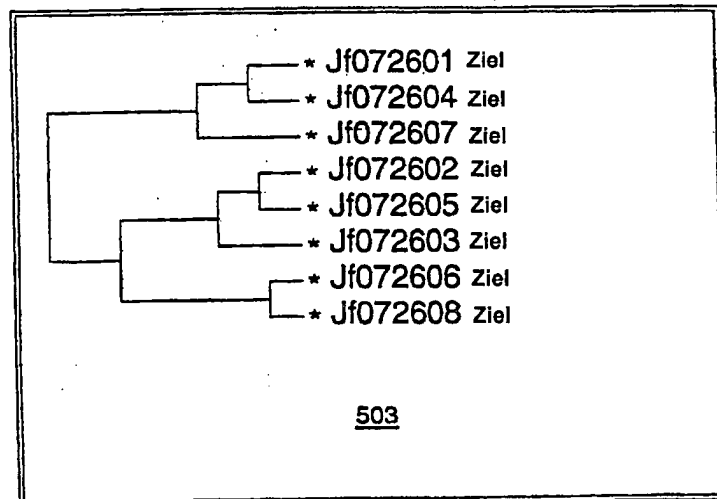 * Jf072601 Ziel
* Jf072604 Ziel
* Jf072607 Ziel
* Jf072602 Ziel
* Jf072605 Ziel
* Jf072603 Ziel
* Jf072606 Ziel
* Jf072608 Ziel
503